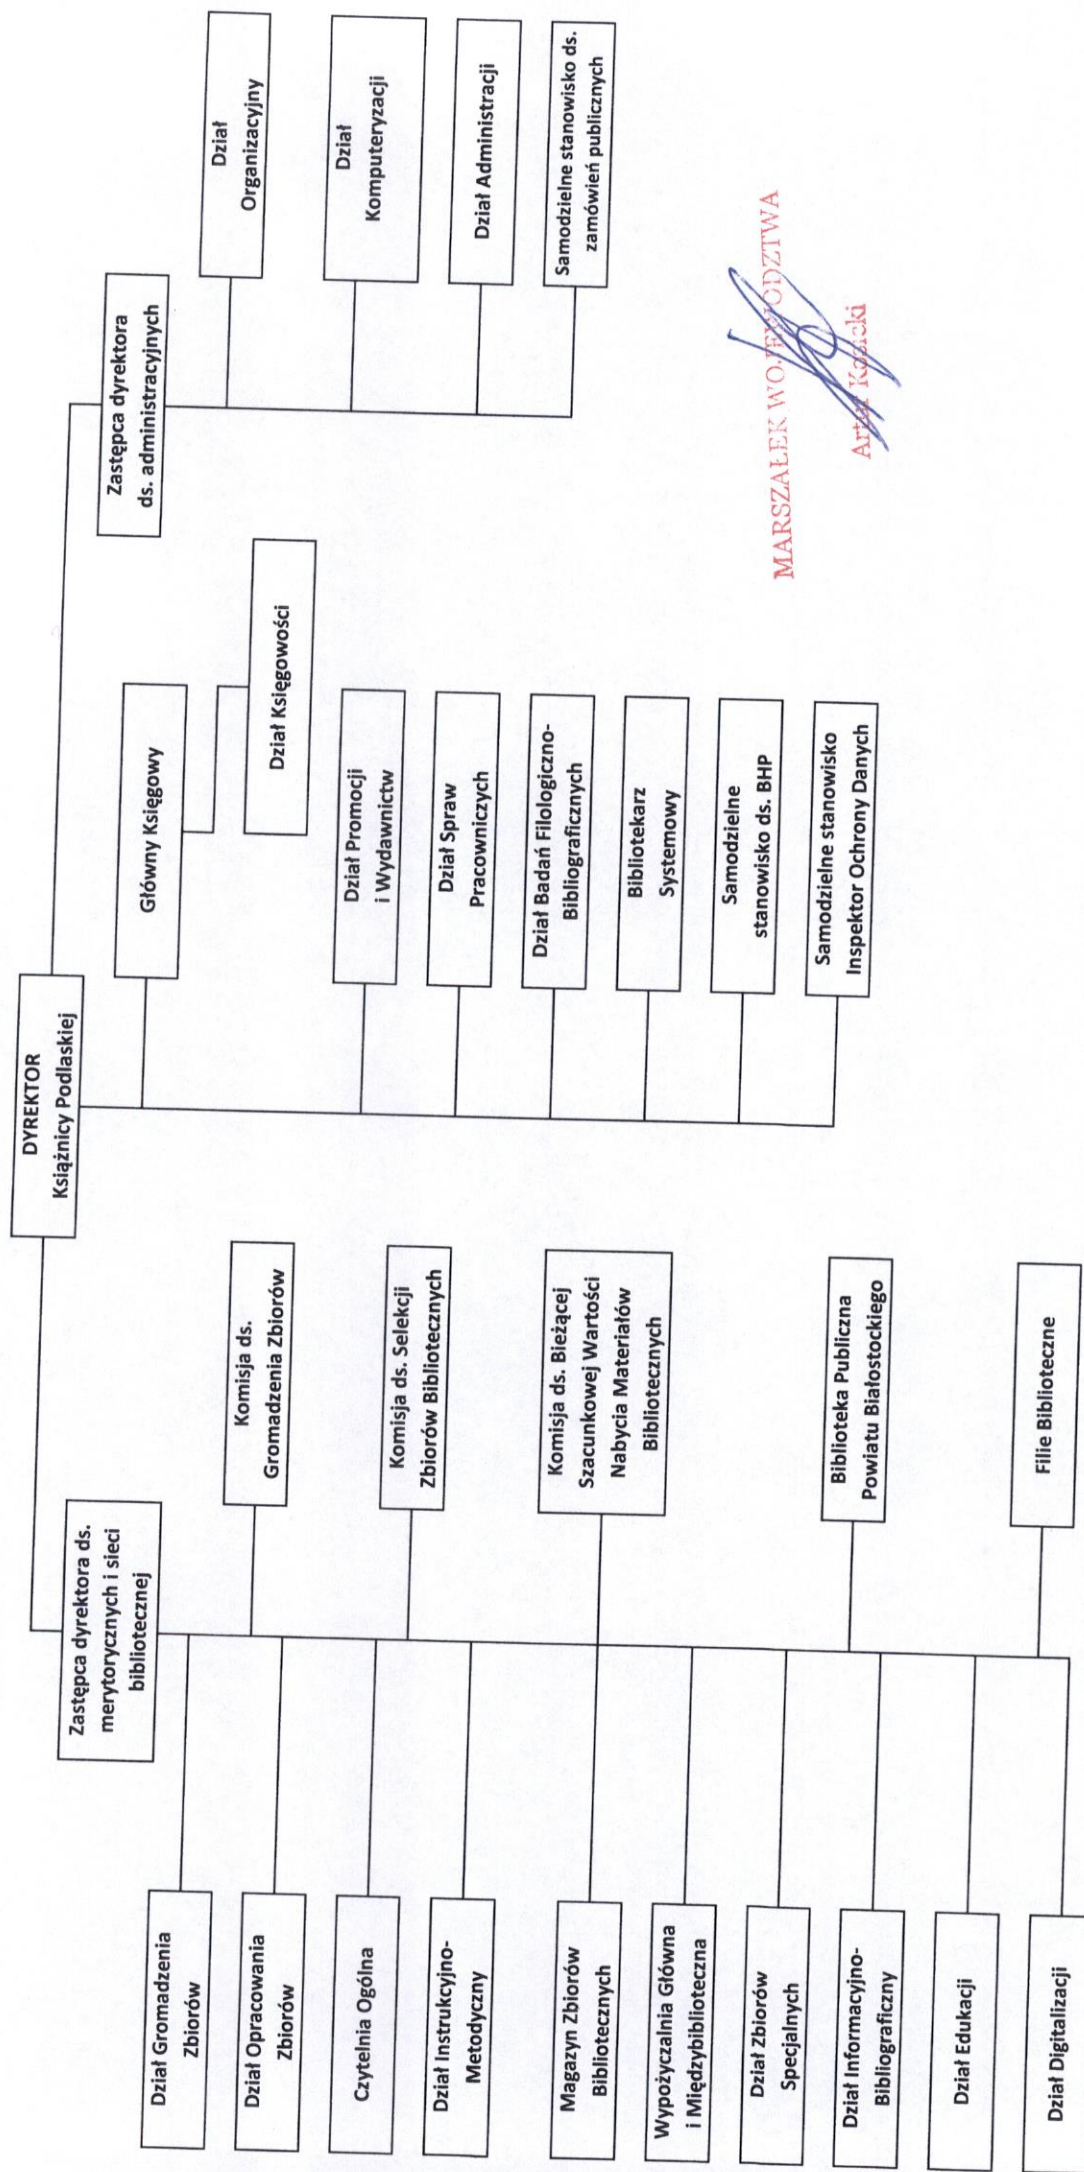 DYREKTOR
Książnicy Podlaskiej
Zastępca dyrektora ds.
merytorycznych i sieci
bibliotecznej
Dział Gromadzenia
Zbiorów
Dział Opracowania
Zbiorów
Czytelnia Ogólna
Dział Instrukcyjno-
Metodyczny
Magazyn Zbiorów
Bibliotecznych
Wypożyczalnia Główna
i Międzybiblioteczna
Dział Zbiorów
Specjalnych
Dział Informacyjno-
Bibliograficzny
Dział Edukacji
Dział Digitalizacji
Komisja ds.
Gromadzenia Zbiorów
Komisja ds. Selekcji
Zbiorów Bibliotecznych
Komisja ds. Bieżącej
Szacunkowej Wartości
Nabycia Materiałów
Bibliotecznych
Biblioteka Publiczna
Powiatu Białostockiego
Filie Biblioteczne
Główny Księgowy
Dział Księgowości
Dział Promocji
i Wydawnictw
Dział Spraw
Pracowniczych
Dział Badań Filologiczno-
Bibliograficznych
Bibliotekarz
Systemowy
Samodzielne
stanowisko ds. BHP
Samodzielne stanowisko
Inspektor Ochrony Danych
Zastępca dyrektora
ds. administracyjnych
Dział
Organizacyjny
Dział
Komputeryzacji
Dział Administracji
Samodzielne stanowisko ds.
zamówień publicznych
MARSZAŁEK WOJEWÓDZTWA
Artur Kosicki